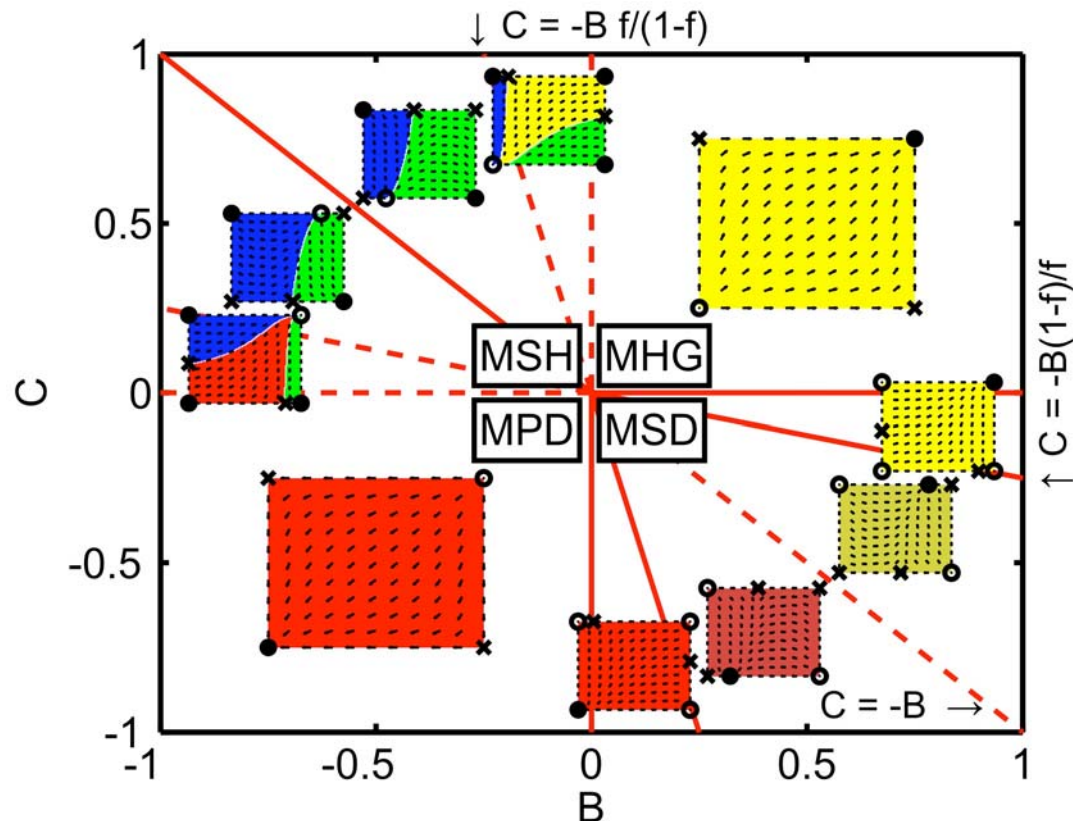 ↓ C = -B f/(1-f)
1
0.5
0
-0.5
-1
C
MSH
MHG
MPD
MSD
↑ C = -B(1-f)/f
C = -B →
-1
-0.5
0
0.5
1
B